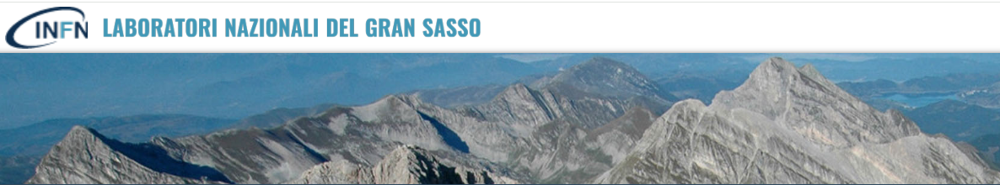 INFN LABORATORI NAZIONALI DEL GRAN SASSO